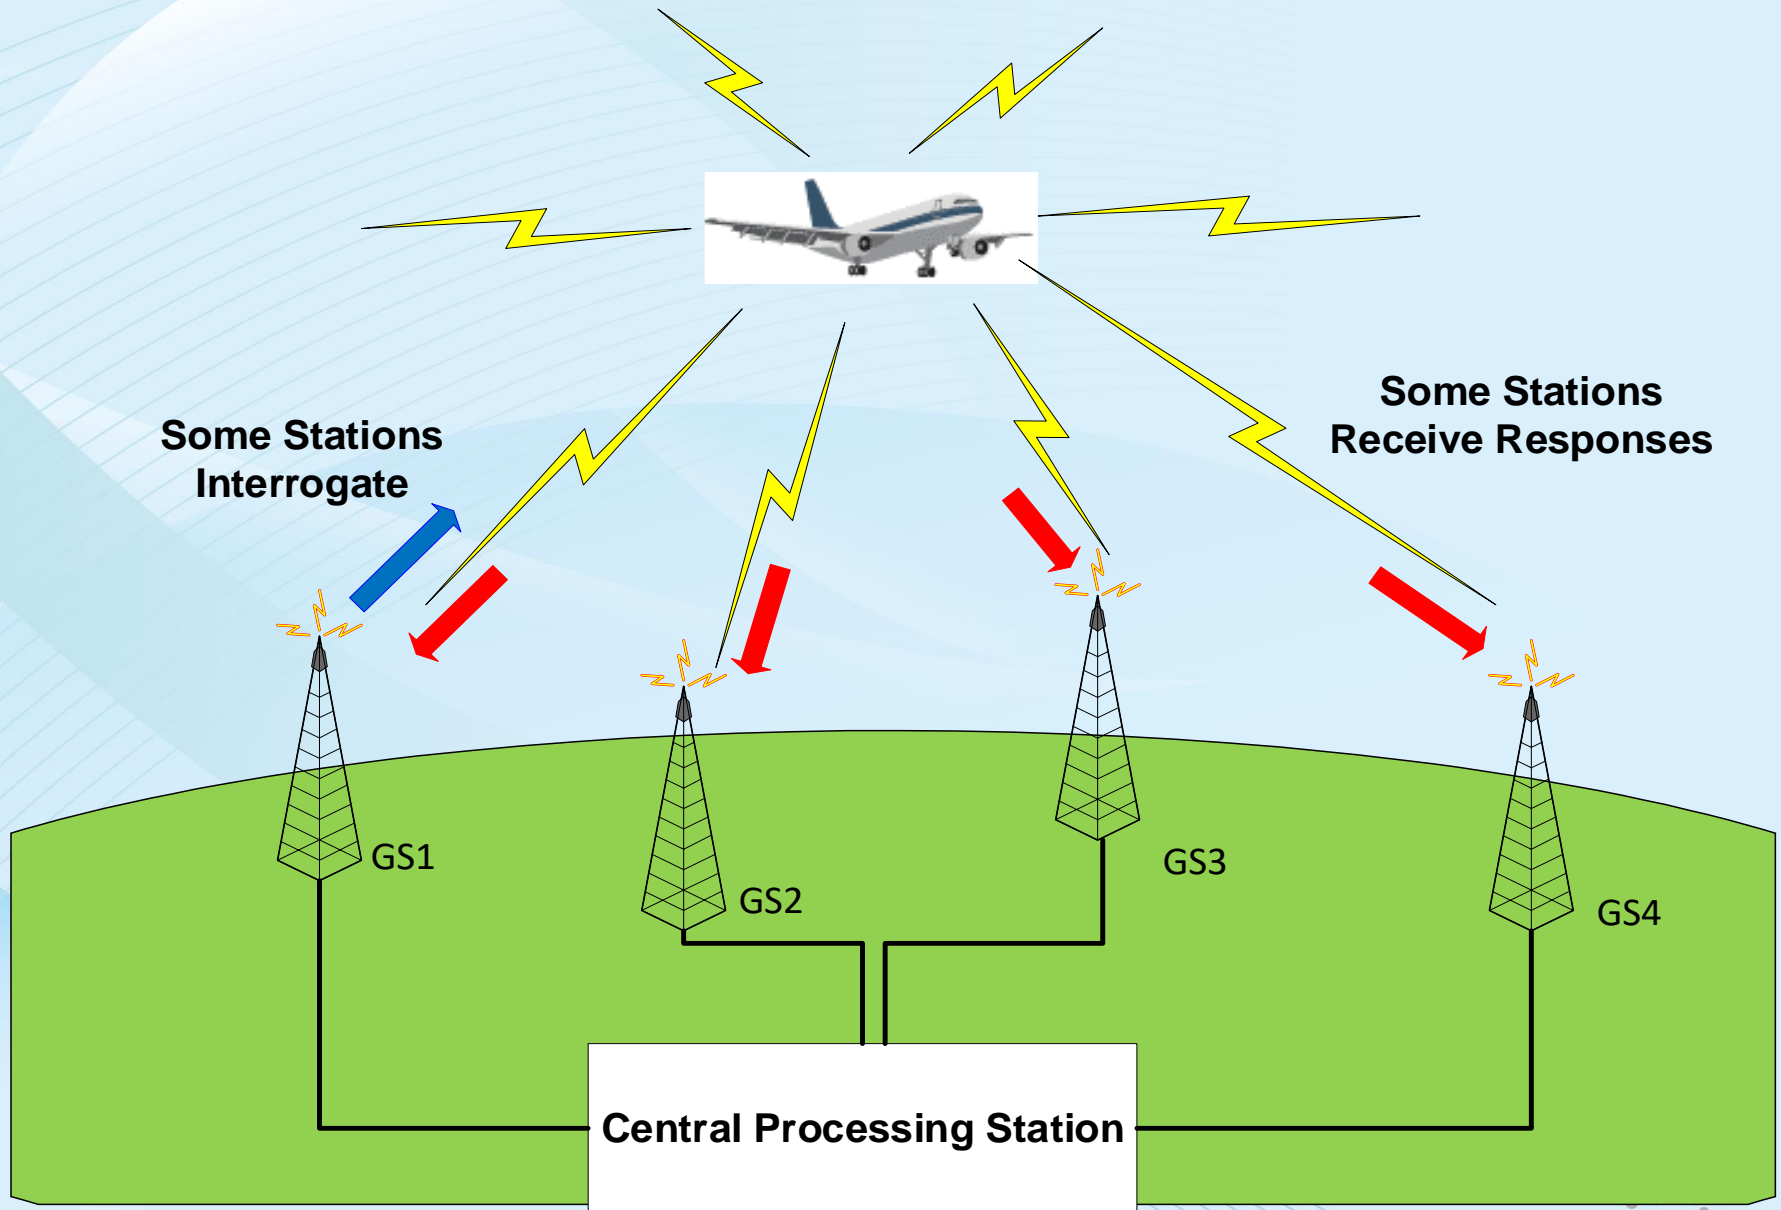 Some Stations
Interrogate
Some Stations
Receive Responses
GS1
GS2
GS3
GS4
Central Processing Station